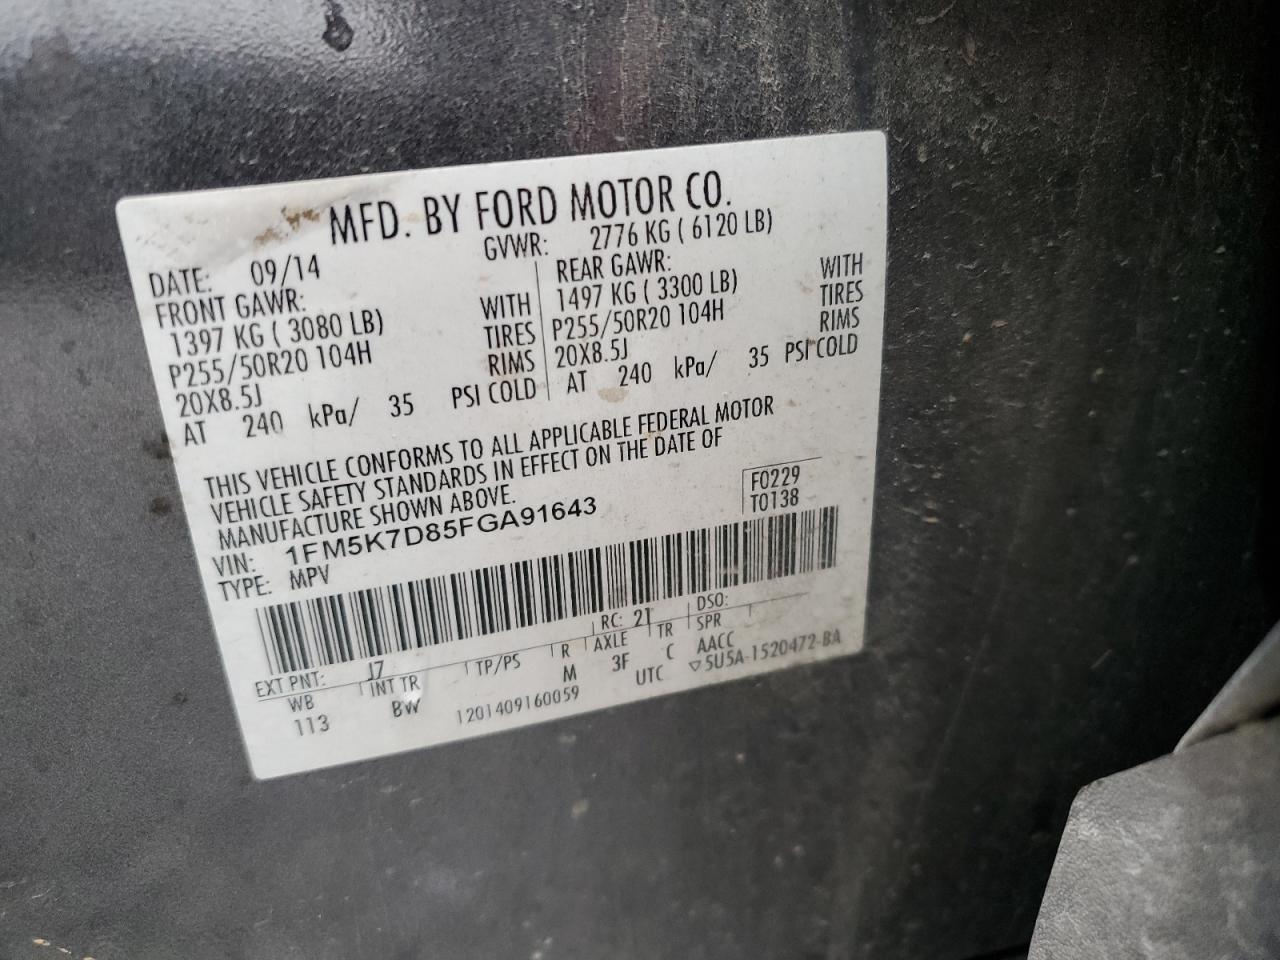 MFD. BY FORD MOTOR CO.
DATE: 09/14 GVWR: 2776 KG ( 6120 LB)
FRONT GAWR: REAR GAWR:
1397 KG ( 3080 LB) WITH 1497 KG ( 3300 LB) WITH
P255/50R20 104H TIRES P255/50R20 104H TIRES
20X8.5J RIMS 20X8.5J RIMS
AT 240 kPa/ 35 PSI COLD AT 240 kPa/ 35 PSI COLD
THIS VEHICLE CONFORMS TO ALL APPLICABLE FEDERAL MOTOR
VEHICLE SAFETY STANDARDS IN EFFECT ON THE DATE OF
MANUFACTURE SHOWN ABOVE.
VIN: 1FM5K7D85FGA91643
TYPE: MPV
F0229
T0138
EXT PNT: J7 RC: 21 DSO:
WB INT TR TP/PS R AXLE TR SPR
113 BW M 3F C AACC
1201409160059 UTC ▽5U5A-1520472-BA